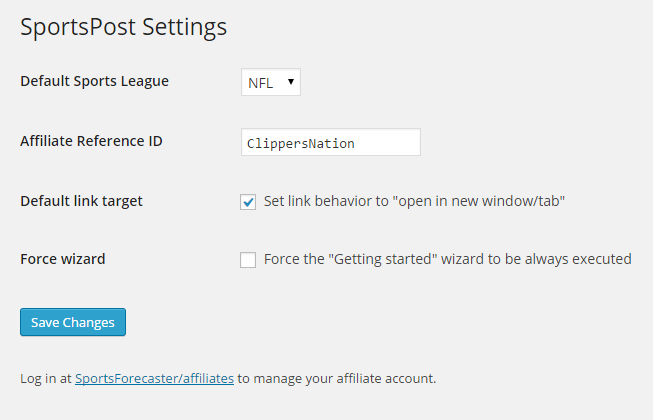 SportsPost Settings
Default Sports League NFL
Affiliate Reference ID ClippersNation
Default link target Set link behavior to "open in new window/tab"
Force wizard Force the "Getting started" wizard to be always executed
Save Changes
Log in at SportsForecaster/affiliates to manage your affiliate account.